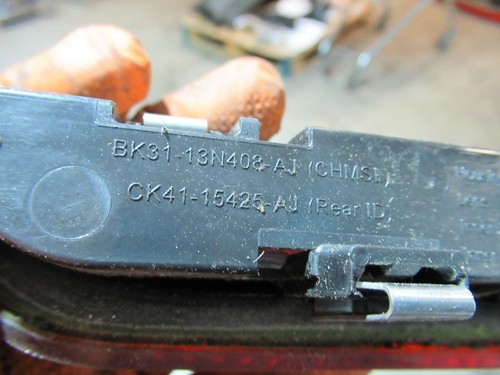 BK31-13N408-AJ (CHMSL)
CK41-15425-AJ (Rear ID)